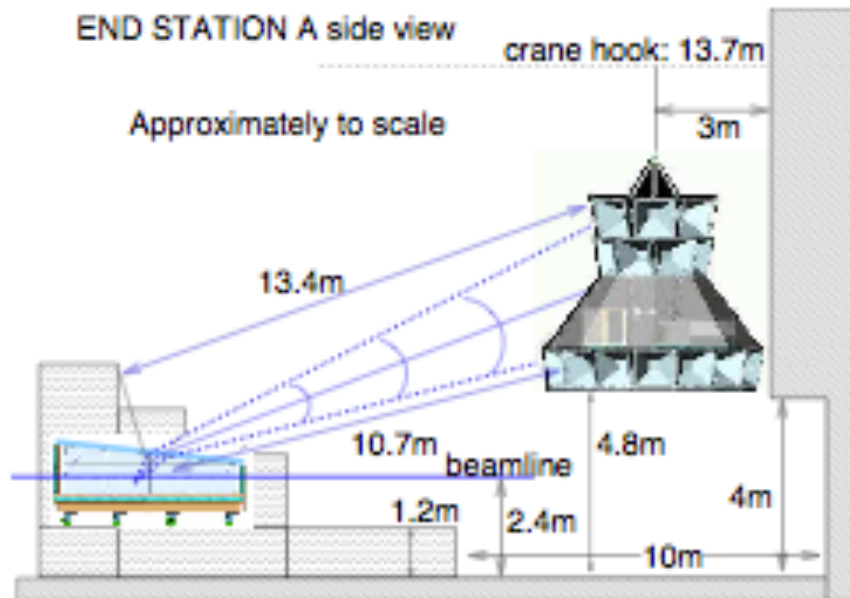 END STATION A side view
crane hook: 13.7m
3m
Approximately to scale
13.4m
10.7m
4.8m
beamline
1.2m
2.4m
4m
10m